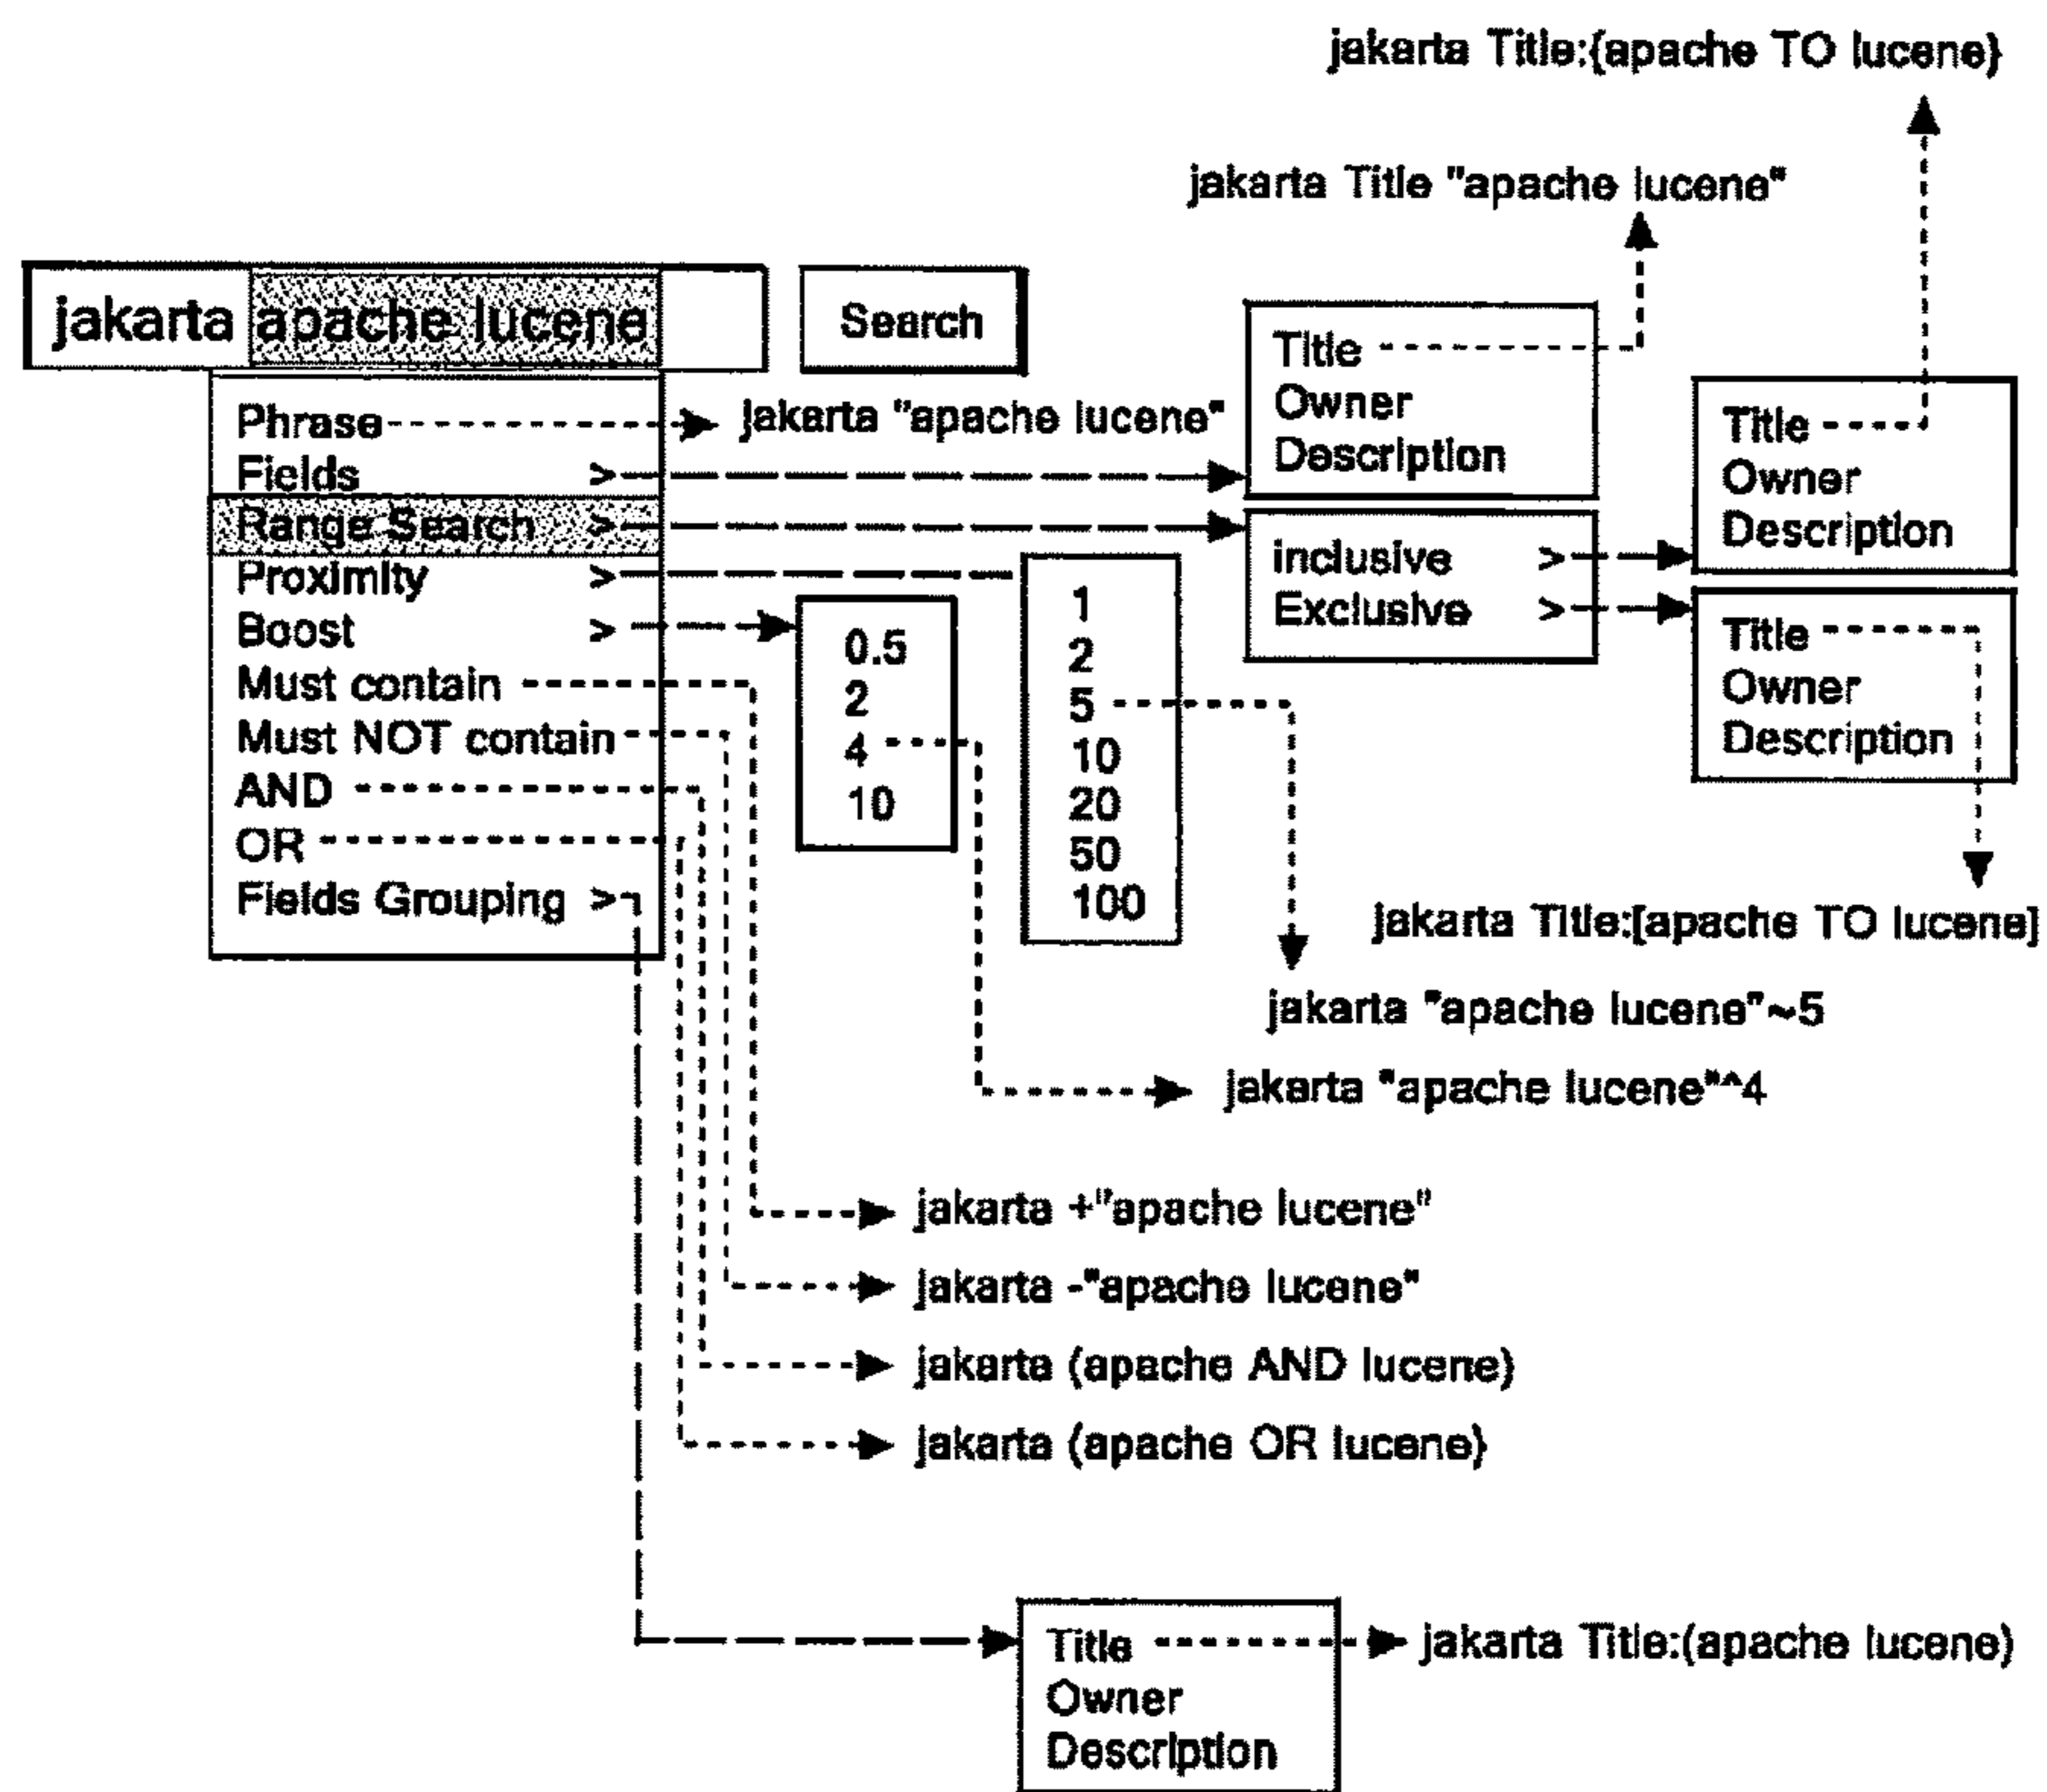 jakarta Title:{apache TO lucene}
jakarta Title "apache lucene"
jakarta apache lucene
Search
Phrase
Fields >
Range Search >
Proximity >
Boost >
Must contain
Must NOT contain
AND
OR
Fields Grouping >
jakarta "apache lucene"
Title
Owner
Description
inclusive >
Exclusive >
Title
Owner
Description
Title
Owner
Description
0.5
2
4
10
1
2
5
10
20
50
100
jakarta Title:[apache TO lucene]
jakarta "apache lucene"~5
jakarta "apache lucene"^4
jakarta +"apache lucene"
jakarta -"apache lucene"
jakarta (apache AND lucene)
jakarta (apache OR lucene)
Title
Owner
Description
jakarta Title:(apache lucene)